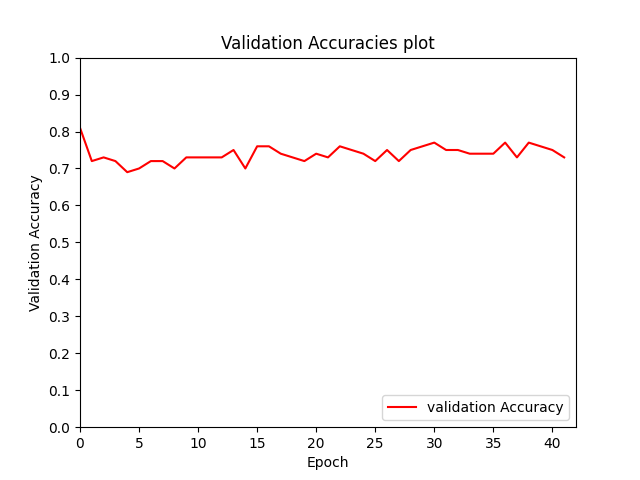 Validation Accuracies plot
1.0
0.9
0.8
0.7
0.6
0.5
0.4
0.3
0.2
0.1
0.0
Validation Accuracy
validation Accuracy
0 5 10 15 20 25 30 35 40
Epoch